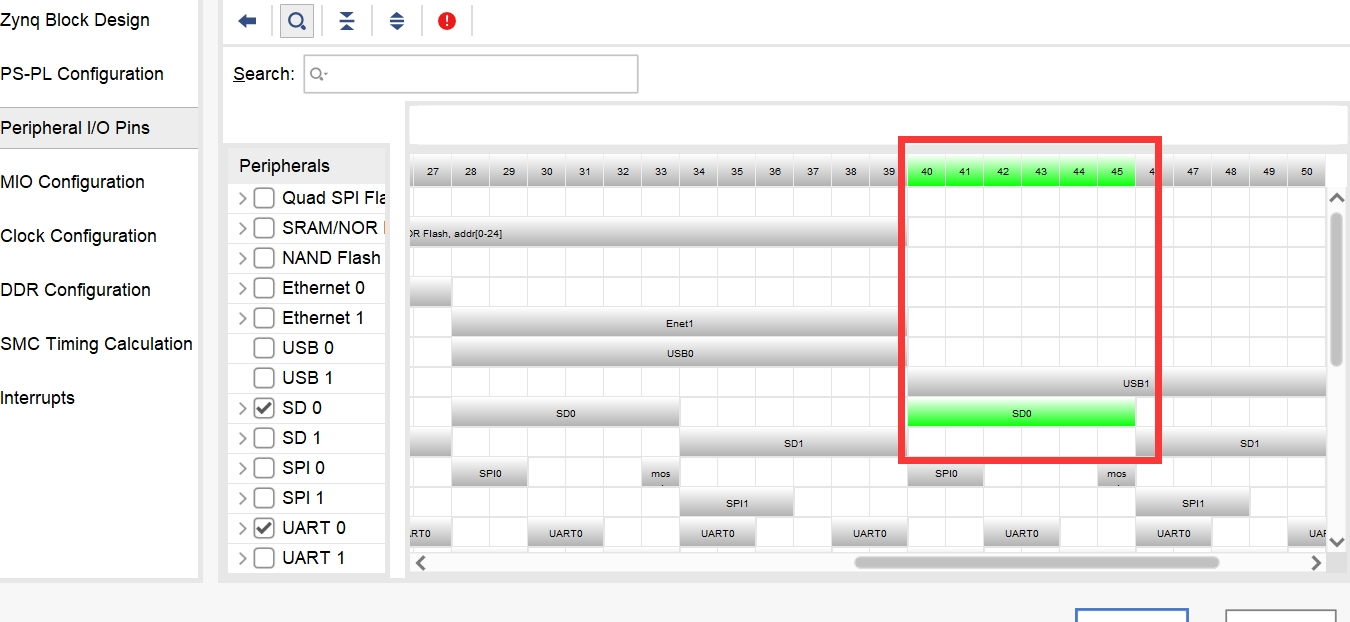 Zynq Block Design
PS-PL Configuration
Peripheral I/O Pins
MIO Configuration
Clock Configuration
DDR Configuration
SMC Timing Calculation
Interrupts
Search:
Peripherals
27 28 29 30 31 32 33 34 35 36 37 38 39 40 41 42 43 44 45 47 48 49 50
Quad SPI Fla
SRAM/NOR
OR Flash, addr[0-24]
NAND Flash
Ethernet 0
Ethernet 1
Enet1
USB 0
USB0
USB 1
USB1
SD 0
SD0 SD0
SD 1
SD1 SD1
SPI 0
SPI0 mos SPI0 mos
SPI 1
SPI1 SPI1
UART 0
RT0 UART0 UART0 UART0 UART0 UART0 UAR
UART 1